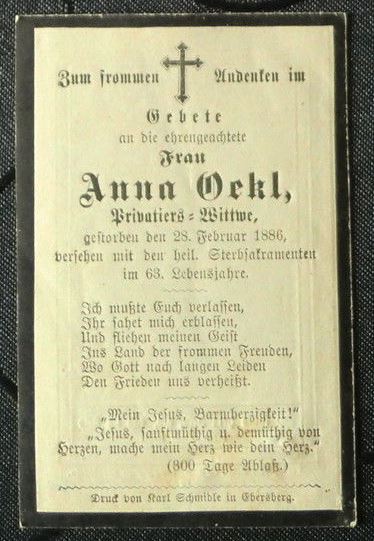 Zum frommen Andenken im
Gebete
an die ehrengeachtete
Frau
Anna Oekl,
Privatiers-Wittwe,
gestorben den 28. Februar 1886,
versehen mit den heil. Sterbsakramenten
im 63. Lebensjahre.
Ich mußte Euch verlassen,
Ihr sahet mich erblassen,
Und fliehen meinen Geist
Ins Land der frommen Freuden,
Wo Gott nach langen Leiden
Den Frieden uns verheißt.
„Mein Jesus, Barmherzigkeit!"
„Jesus, sanftmüthig u. demüthig von
Herzen, mache mein Herz wie dein Herz."
(300 Tage Ablaß.)
Druck von Karl Schmidle in Ebersberg.